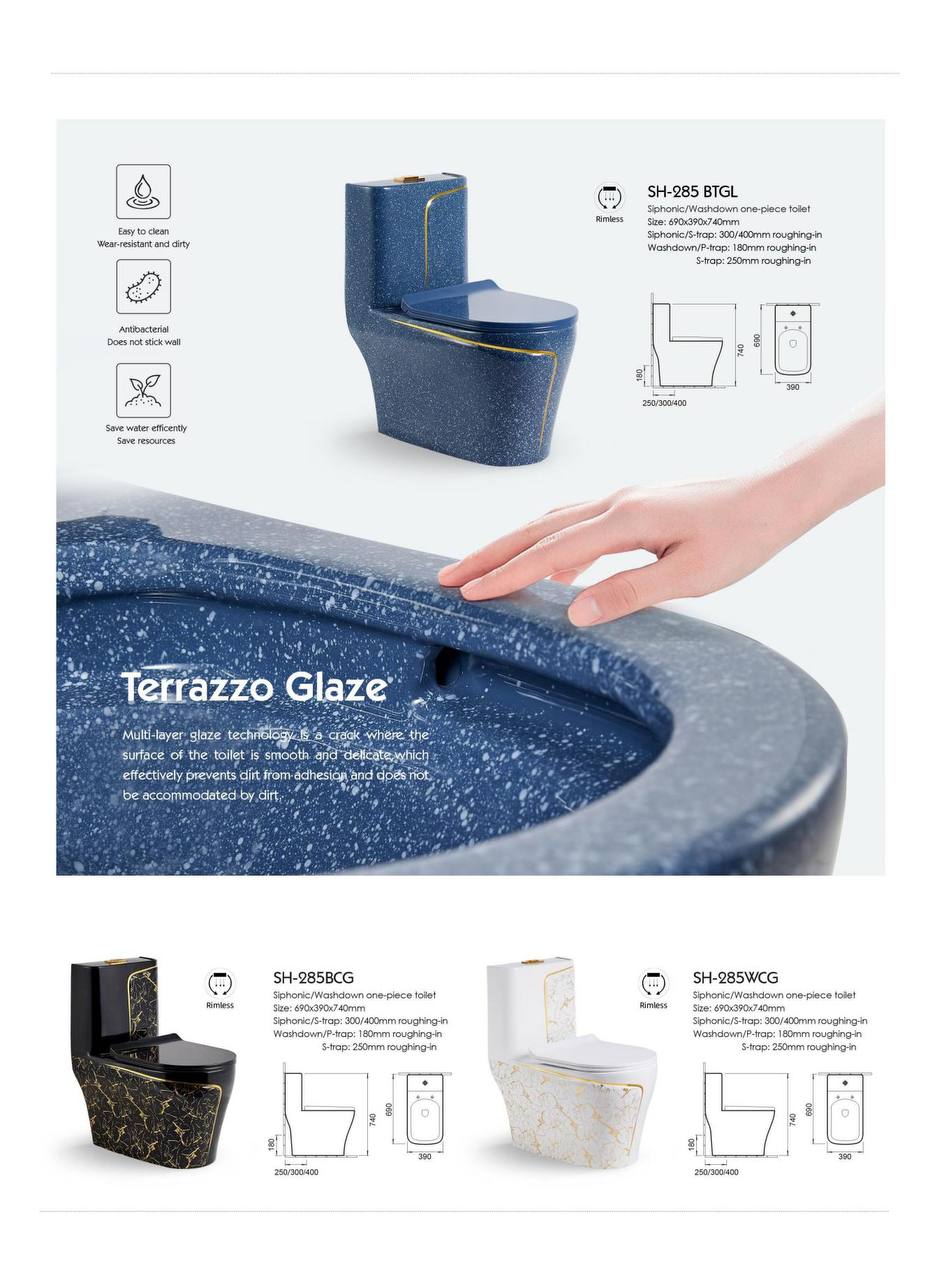 Easy to clean
Wear-resistant and dirty
Antibacterial
Does not stick wall
Save water efficently
Save resources
Rimless
SH-285 BTGL
Siphonic/Washdown one-piece toilet
Size: 690x390x740mm
Siphonic/S-trap: 300/400mm roughing-in
Washdown/P-trap: 180mm roughing-in
S-trap: 250mm roughing-in
180
740
250/300/400
690
390
Terrazzo Glaze
Multi-layer glaze technology is a crack where the
surface of the toilet is smooth and delicate,which
effectively prevents dirt from adhesion and does not
be accommodated by dirt.
Rimless
SH-285BCG
Siphonic/Washdown one-piece toilet
Size: 690x390x740mm
Siphonic/S-trap: 300/400mm roughing-in
Washdown/P-trap: 180mm roughing-in
S-trap: 250mm roughing-in
180
740
250/300/400
690
390
Rimless
SH-285WCG
Siphonic/Washdown one-piece toilet
Size: 690x390x740mm
Siphonic/S-trap: 300/400mm roughing-in
Washdown/P-trap: 180mm roughing-in
S-trap: 250mm roughing-in
180
740
250/300/400
690
390